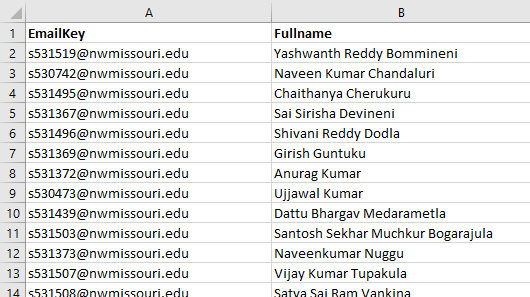 A B
1 EmailKey Fullname
2 s531519@nwmissouri.edu Yashwanth Reddy Bommineni
3 s530742@nwmissouri.edu Naveen Kumar Chandaluri
4 s531495@nwmissouri.edu Chaithanya Cherukuru
5 s531367@nwmissouri.edu Sai Sirisha Devineni
6 s531496@nwmissouri.edu Shivani Reddy Dodla
7 s531369@nwmissouri.edu Girish Guntuku
8 s531372@nwmissouri.edu Anurag Kumar
9 s530473@nwmissouri.edu Ujjawal Kumar
10 s531439@nwmissouri.edu Dattu Bhargav Medarametla
11 s531503@nwmissouri.edu Santosh Sekhar Muchkur Bogarajula
12 s531373@nwmissouri.edu Naveenkumar Nuggu
13 s531507@nwmissouri.edu Vijay Kumar Tupakula
14 s531508@nwmissouri.edu Satya Sai Ram Vankina